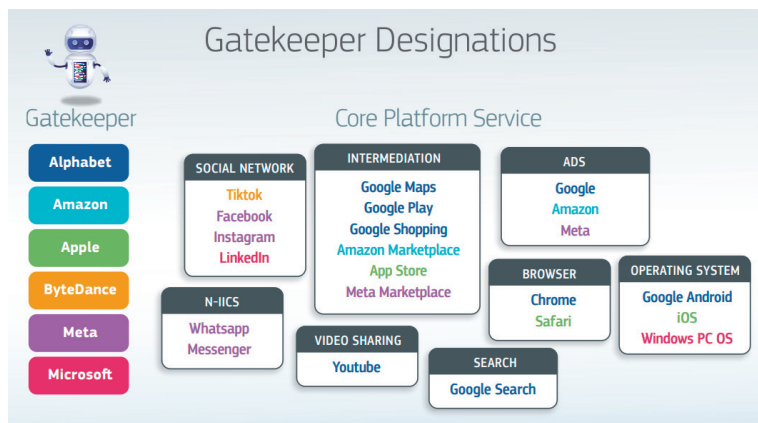 Gatekeeper Designations
Gatekeeper
Alphabet
Amazon
Apple
ByteDance
Meta
Microsoft
Core Platform Service
SOCIAL NETWORK
Tiktok
Facebook
Instagram
LinkedIn
INTERMEDIATION
Google Maps
Google Play
Google Shopping
Amazon Marketplace
App Store
Meta Marketplace
ADS
Google
Amazon
Meta
N-IICS
Whatsapp
Messenger
VIDEO SHARING
Youtube
BROWSER
Chrome
Safari
SEARCH
Google Search
OPERATING SYSTEM
Google Android
iOS
Windows PC OS